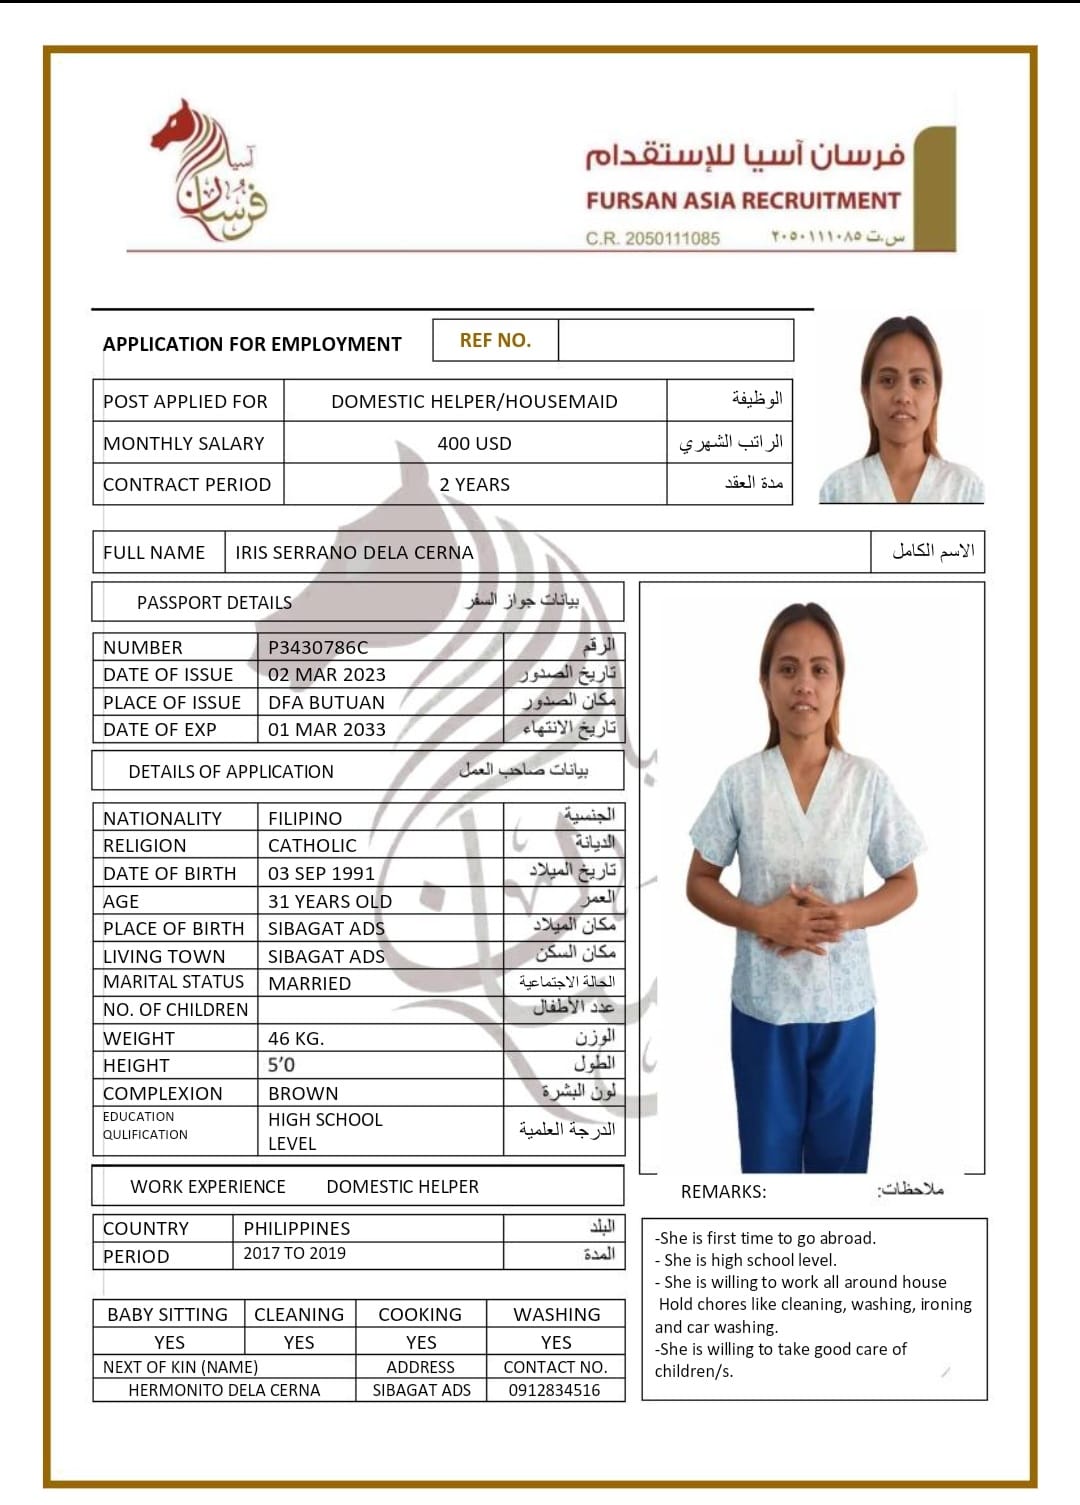 آسيا
فرسان
فرسان آسيا للإستقدام
FURSAN ASIA RECRUITMENT
C.R. 2050111085 س.ت ٢٠٥٠١١١٠٨٥
APPLICATION FOR EMPLOYMENT REF NO.
POST APPLIED FOR DOMESTIC HELPER/HOUSEMAID الوظيفة
MONTHLY SALARY 400 USD الراتب الشهري
CONTRACT PERIOD 2 YEARS مدة العقد
FULL NAME IRIS SERRANO DELA CERNA الاسم الكامل
PASSPORT DETAILS بيانات جواز السفر
NUMBER P3430786C الرقم
DATE OF ISSUE 02 MAR 2023 تاريخ الصدور
PLACE OF ISSUE DFA BUTUAN مكان الصدور
DATE OF EXP 01 MAR 2033 تاريخ الانتهاء
DETAILS OF APPLICATION بيانات صاحب العمل
NATIONALITY FILIPINO الجنسية
RELIGION CATHOLIC الديانة
DATE OF BIRTH 03 SEP 1991 تاريخ الميلاد
AGE 31 YEARS OLD العمر
PLACE OF BIRTH SIBAGAT ADS مكان الميلاد
LIVING TOWN SIBAGAT ADS مكان السكن
MARITAL STATUS MARRIED الحالة الاجتماعية
NO. OF CHILDREN عدد الأطفال
WEIGHT 46 KG. الوزن
HEIGHT 5’0 الطول
COMPLEXION BROWN لون البشرة
EDUCATION
QULIFICATION HIGH SCHOOL
LEVEL الدرجة العلمية
WORK EXPERIENCE DOMESTIC HELPER
COUNTRY PHILIPPINES البلد
PERIOD 2017 TO 2019 المدة
BABY SITTING CLEANING COOKING WASHING
YES YES YES YES
NEXT OF KIN (NAME) ADDRESS CONTACT NO.
HERMONITO DELA CERNA SIBAGAT ADS 0912834516
REMARKS: ملاحظات:
-She is first time to go abroad.
- She is high school level.
- She is willing to work all around house
Hold chores like cleaning, washing, ironing
and car washing.
-She is willing to take good care of
children/s.